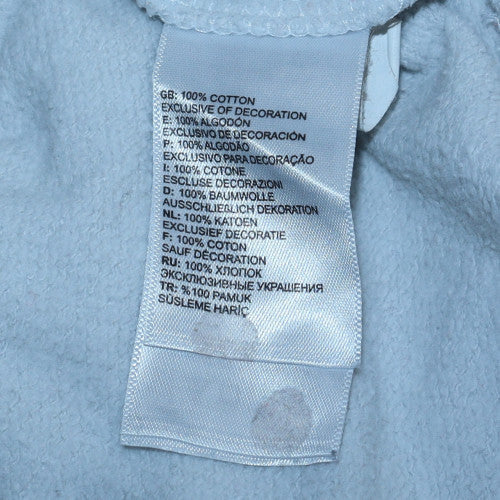 GB: 100% COTTON
EXCLUSIVE OF DECORATION
E: 100% ALGODÓN
EXCLUSIVO DE DECORACIÓN
P: 100% ALGODÃO
EXCLUSIVO PARA DECORAÇÃO
I: 100% COTONE
ESCLUSE DECORAZIONI
D: 100% BAUMWOLLE
AUSSCHLIEßLICH DEKORATION
NL: 100% KATOEN
EXCLUSIEF DECORATIE
F: 100% COTON
SAUF DÉCORATION
RU: 100% ХЛОПОК
ЭКСКЛЮЗИВНЫЕ УКРАШЕНИЯ
TR: %100 PAMUK
SÜSLEME HARİÇ